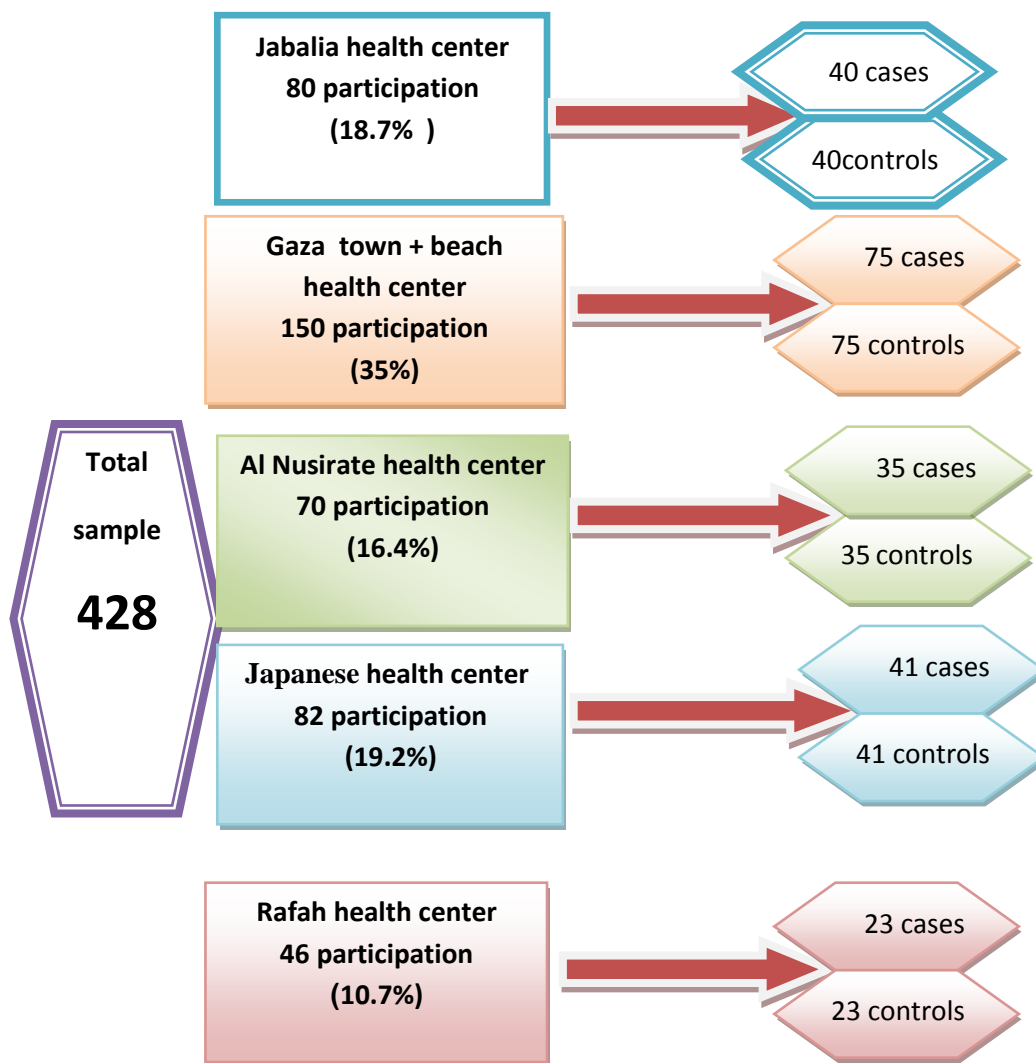 Jabalia health center
80 participation
(18.7%  )
40 cases
40controls
Gaza  town + beach
health center
150 participation
(35%)
75 cases
75 controls
Total
sample
428
Al Nusirate health center
70 participation
(16.4%)
35 cases
35 controls
Japanese health center
82 participation
(19.2%)
41 cases
41 controls
Rafah health center
46 participation
(10.7%)
23 cases
23 controls